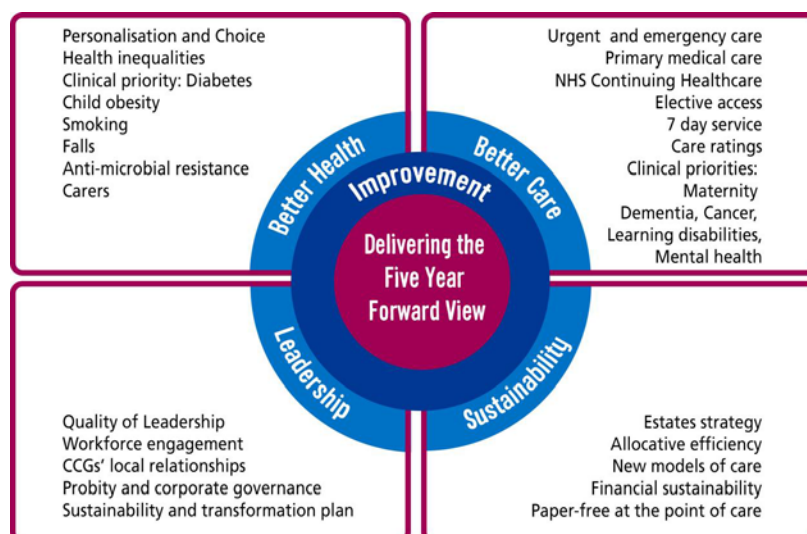 Personalisation and Choice
Health inequalities
Clinical priority: Diabetes
Child obesity
Smoking
Falls
Anti-microbial resistance
Carers
Urgent and emergency care
Primary medical care
NHS Continuing Healthcare
Elective access
7 day service
Care ratings
Clinical priorities:
Maternity
Dementia, Cancer,
Learning disabilities,
Mental health
Better Health
Better Care
Improvement
Delivering the
Five Year
Forward View
Leadership
Sustainability
Quality of Leadership
Workforce engagement
CCGs' local relationships
Probity and corporate governance
Sustainability and transformation plan
Estates strategy
Allocative efficiency
New models of care
Financial sustainability
Paper-free at the point of care